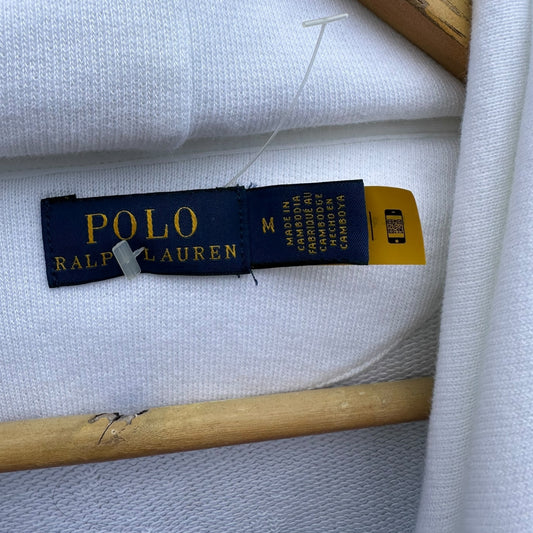 POLO
RALPH LAUREN
M
MADE IN
CAMBODIA
FABRIQUÉ AU
CAMBODGE
HECHO EN
CAMBOYA